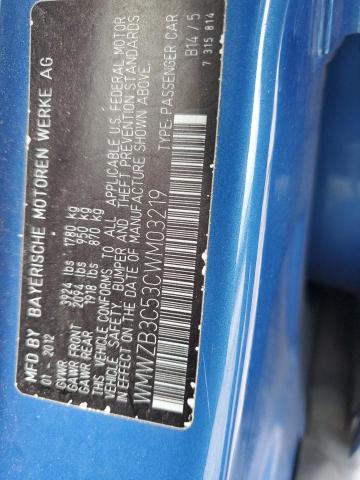 MFD BY BAYERISCHE MOTOREN WERKE AG
01 - 2012
GVWR 3924 lbs 1780 kg
GAWR FRONT 2094 lbs 950 kg
GAWR REAR 1918 lbs 870 kg
THIS VEHICLE CONFORMS TO ALL APPLICABLE U.S. FEDERAL MOTOR
VEHICLE SAFETY, BUMPER AND THEFT PREVENTION STANDARDS
IN EFFECT ON THE DATE OF MANUFACTURE SHOWN ABOVE.
WMWZB3C53CWM03219 TYPE: PASSENGER CAR
B14 / 5
7 315 814